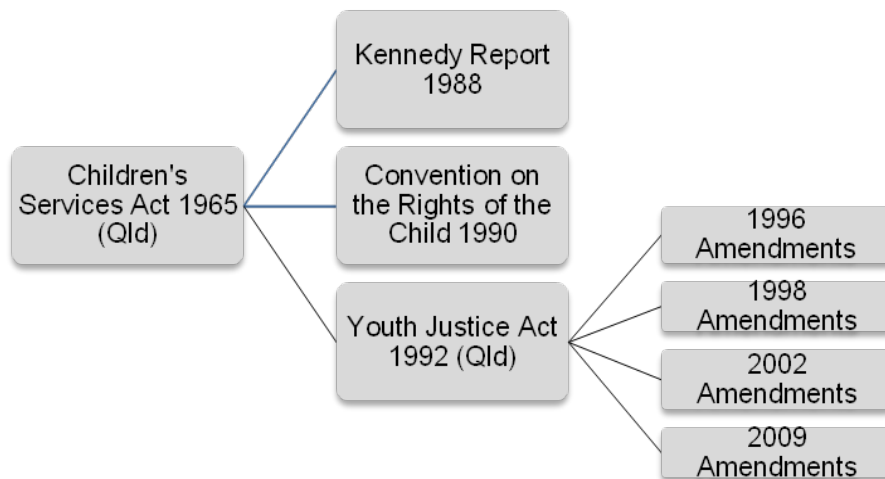 Kennedy Report
1988
Children's
Services Act 1965
(Qld)
Convention on
the Rights of the
Child 1990
Youth Justice Act
1992 (Qld)
1996
Amendments
1998
Amendments
2002
Amendments
2009
Amendments